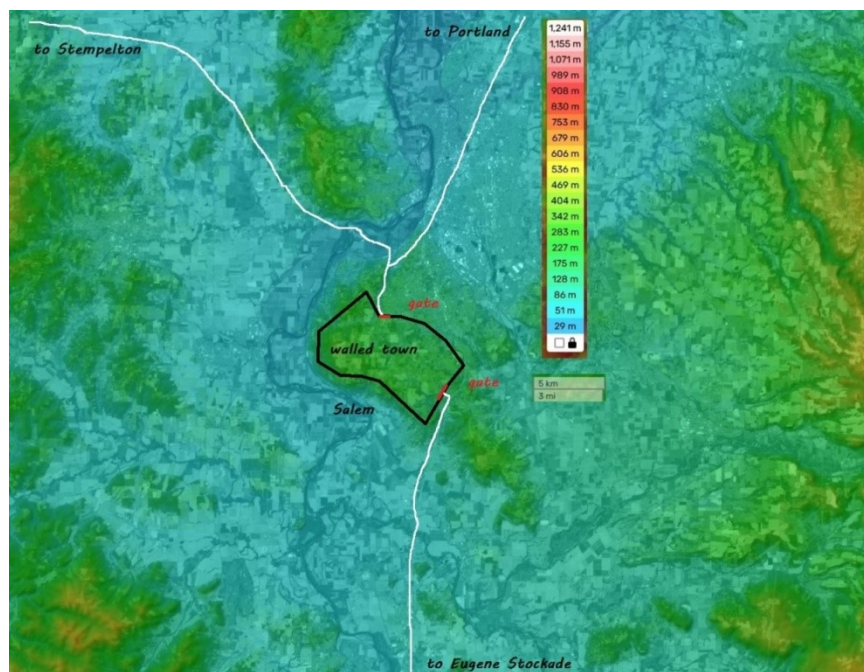 to Stempelton
to Portland
1,241 m
1,155 m
1,071 m
989 m
908 m
830 m
753 m
679 m
606 m
536 m
469 m
404 m
342 m
283 m
227 m
175 m
128 m
86 m
51 m
29 m
gate
walled town
gate
5 km
3 mi
Salem
to Eugene Stockade